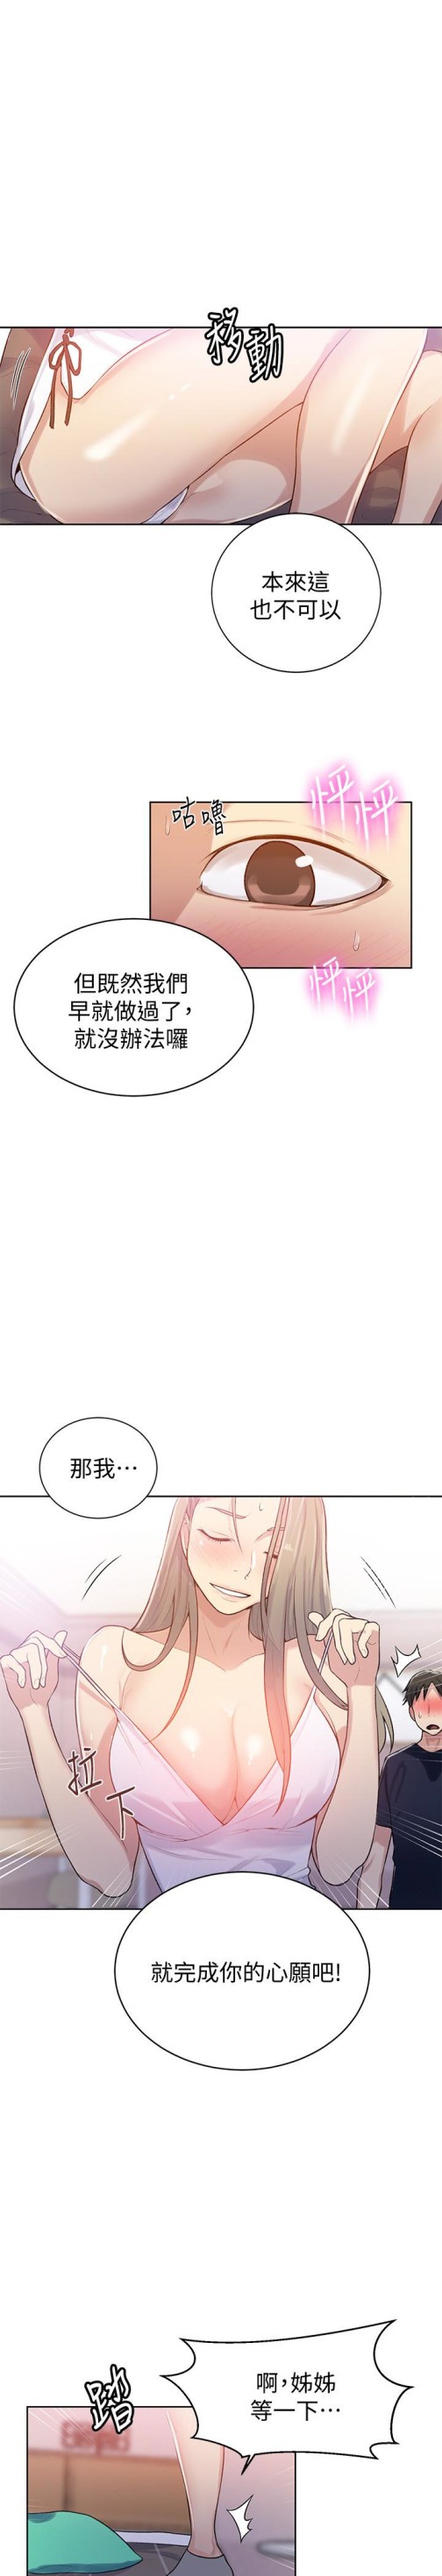 移動
本來這
也不可以
怦怦
咕嚕
怦怦
但既然我們
早就做過了，
就沒辦法囉
那我…
拉下
就完成你的心願吧!
啊，姊姊
等一下…
踏